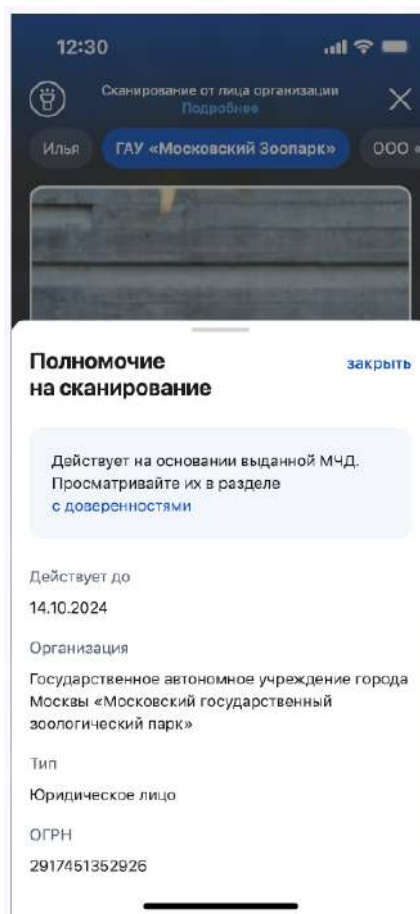 12:30
Сканирование от лица организации
Подробнее
Илья
ГАУ «Московский Зоопарк»
ООО «
Полномочие
закрыть
на сканирование
Действует на основании выданной МЧД.
Просматривайте их в разделе
с доверенностями
Действует до
14.10.2024
Организация
Государственное автономное учреждение города
Москвы «Московский государственный
зоологический парк»
Тип
Юридическое лицо
ОГРН
2917451352926